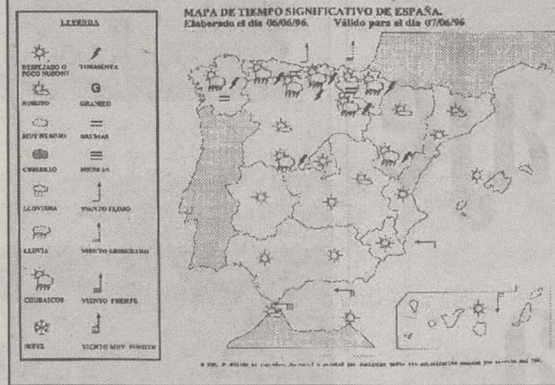 MAPA DE TIEMPO SIGNIFICATIVO DE ESPAÑA.
Elaborado el día 06/06/96. Válido para el día 07/06/96
LEYENDA
DESPEJADO O
POCO NUBOSO
TORMENTA
NUBOSO
GRANIZO
MUY NUBOSO
BRUMAS
CUBIERTO
NIEBLAS
LLOVIZNA
VIENTO FLOJO
LLUVIA
VIENTO MODERADO
CHUBASCOS
VIENTO FUERTE
NIEVE
VIENTO MUY FUERTE